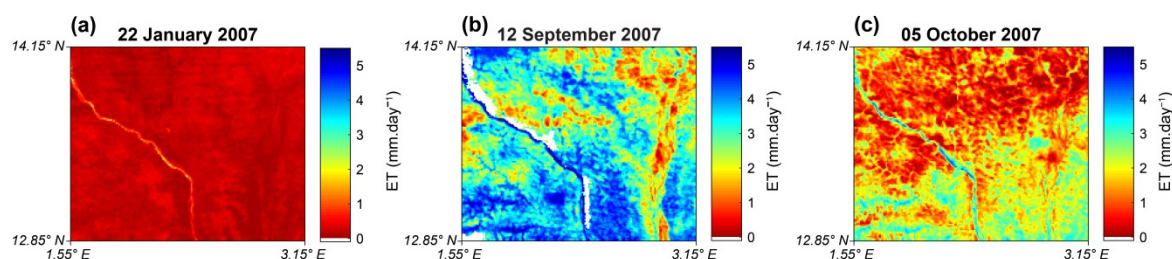 (a)
22 January 2007
14.15° N
12.85° N
1.55° E
3.15° E
5
4
3
2
1
0
ET (mm.day⁻¹)
(b)
12 September 2007
14.15° N
12.85° N
1.55° E
3.15° E
5
4
3
2
1
0
ET (mm.day⁻¹)
(c)
05 October 2007
14.15° N
12.85° N
1.55° E
3.15° E
5
4
3
2
1
0
ET (mm.day⁻¹)